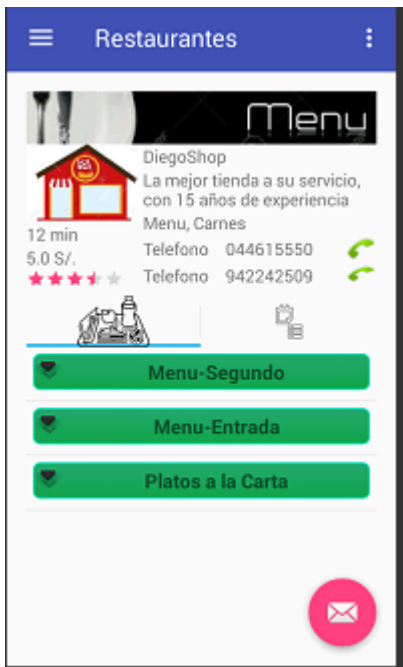 Restaurantes
Menu
DiegoShop
La mejor tienda a su servicio,
con 15 años de experiencia
Menu, Carnes
12 min
Telefono 044615550
5.0 S/.
Telefono 942242509
Menu-Segundo
Menu-Entrada
Platos a la Carta